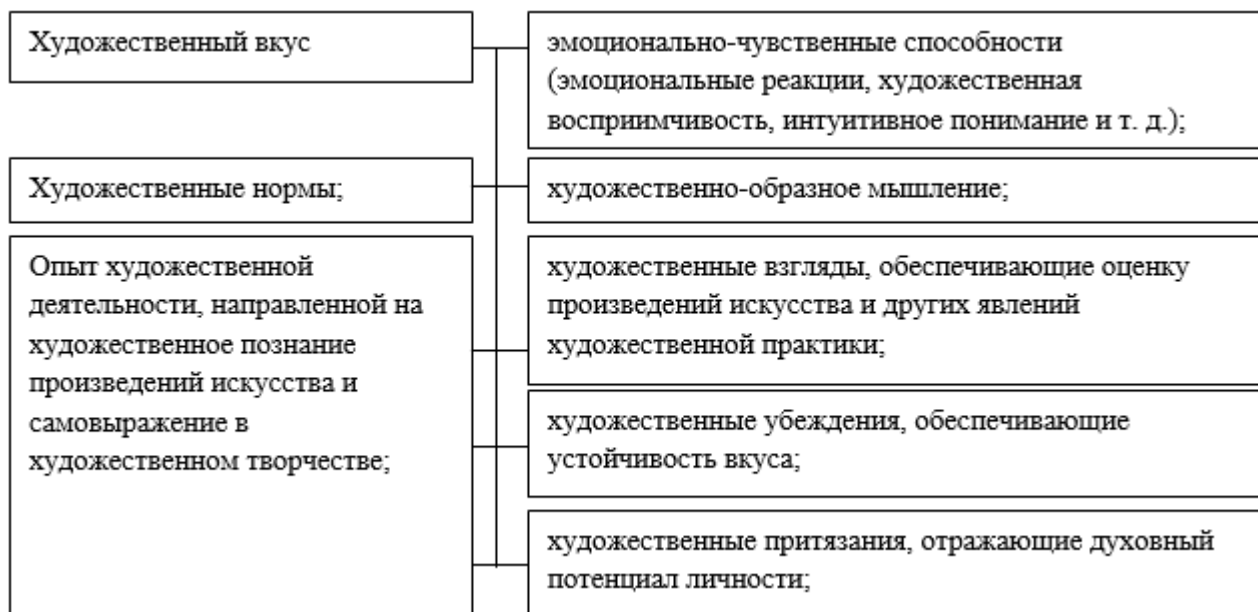 Художественный вкус
эмоционально-чувственные способности
(эмоциональные реакции, художественная
восприимчивость, интуитивное понимание и т. д.);
Художественные нормы;
художественно-образное мышление;
Опыт художественной
деятельности, направленной на
художественное познание
произведений искусства и
самовыражение в
художественном творчестве;
художественные взгляды, обеспечивающие оценку
произведений искусства и других явлений
художественной практики;
художественные убеждения, обеспечивающие
устойчивость вкуса;
художественные притязания, отражающие духовный
потенциал личности;